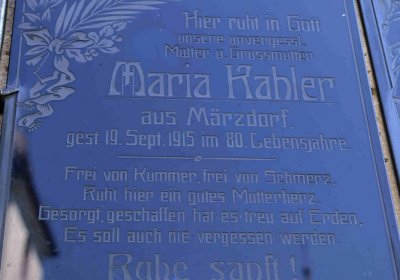 Hier ruht in Gott
unsere unvergessl.
Mutter u. Grossmutter
Maria Kahler
aus Märzdorf,
gest. 19. Sept. 1915 im 80. Lebensjahre.
Frei von Kummer, frei von Schmerz,
Ruht hier ein gutes Mutterherz.
Gesorgt, geschaffen hat es treu auf Erden,
Es soll auch nie vergessen werden.
Ruhe sanft!